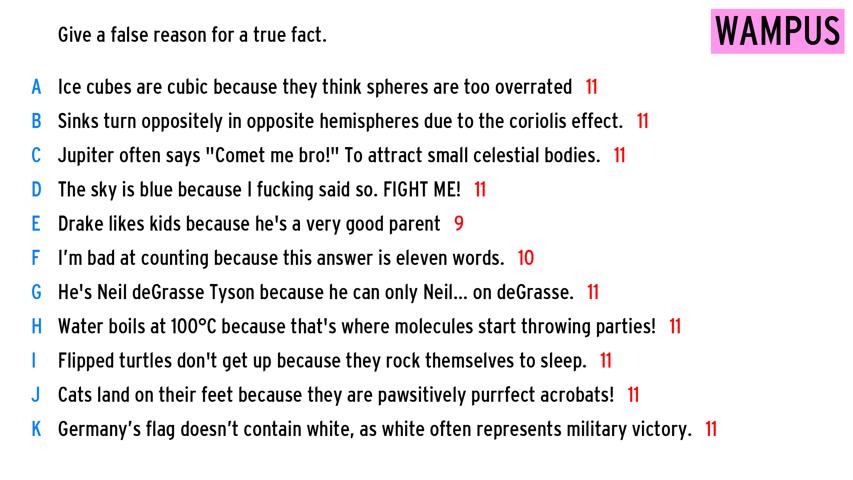 Give a false reason for a true fact.
WAMPUS
A Ice cubes are cubic because they think spheres are too overrated 11
B Sinks turn oppositely in opposite hemispheres due to the coriolis effect. 11
C Jupiter often says "Comet me bro!" To attract small celestial bodies. 11
D The sky is blue because I fucking said so. FIGHT ME! 11
E Drake likes kids because he's a very good parent 9
F I’m bad at counting because this answer is eleven words. 10
G He's Neil deGrasse Tyson because he can only Neil... on deGrasse. 11
H Water boils at 100°C because that's where molecules start throwing parties! 11
I Flipped turtles don't get up because they rock themselves to sleep. 11
J Cats land on their feet because they are pawsitively purrfect acrobats! 11
K Germany’s flag doesn’t contain white, as white often represents military victory. 11